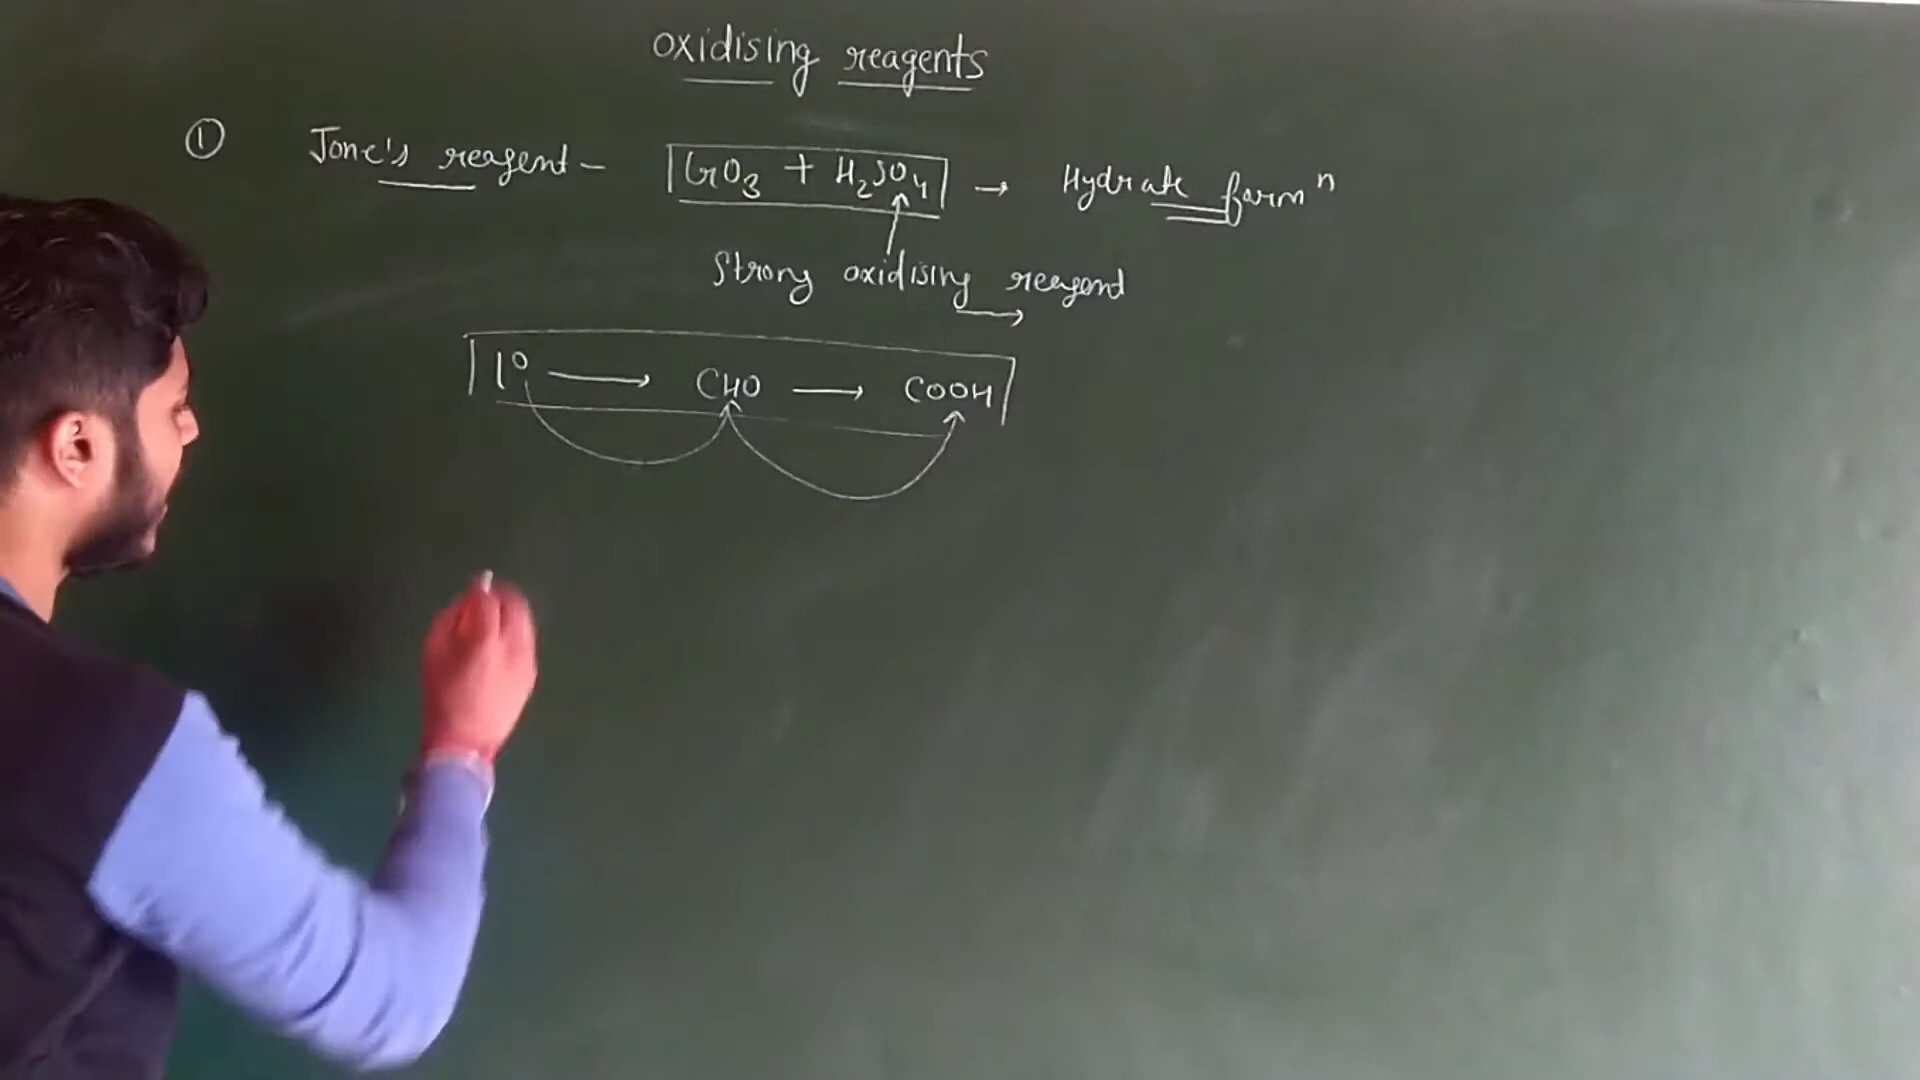 oxidising reagents
① Jone's reagent – CrO₃ + H₂SO₄ → Hydrate formⁿ
Strong oxidising reagent
1° → CHO → COOH